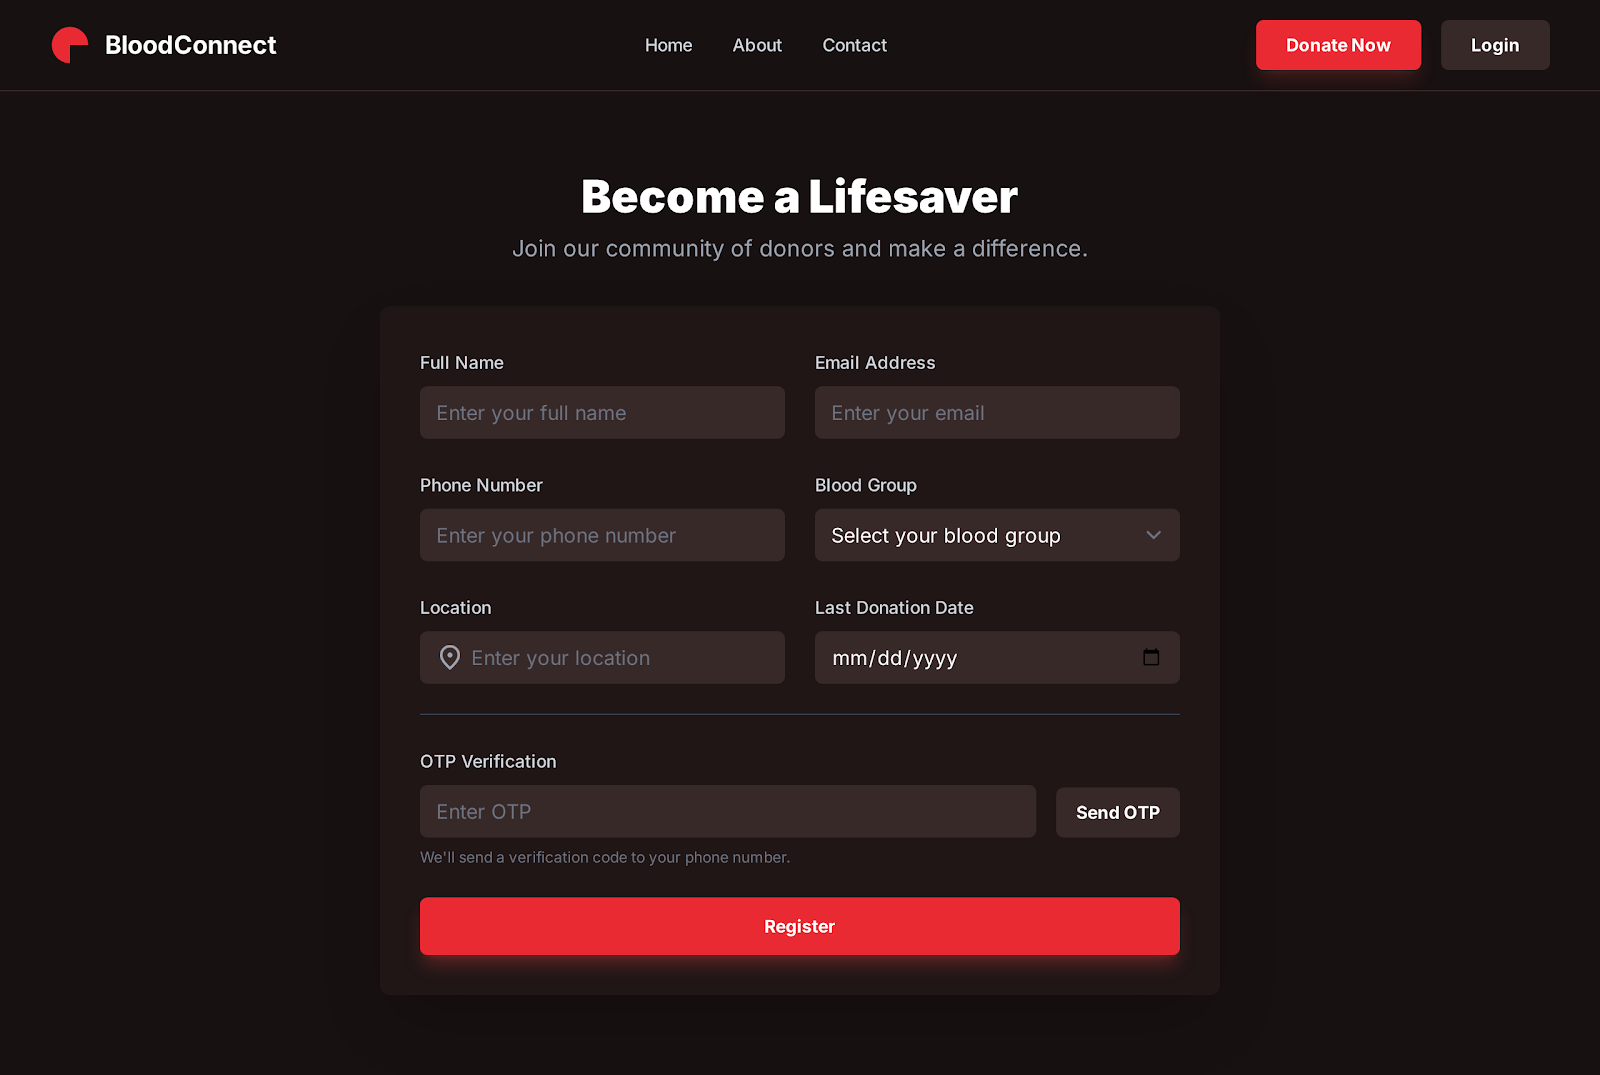 BloodConnect
Home
About
Contact
Donate Now
Login
Become a Lifesaver
Join our community of donors and make a difference.
Full Name
Email Address
Enter your full name
Enter your email
Phone Number
Blood Group
Enter your phone number
Select your blood group
Location
Last Donation Date
Enter your location
mm/dd/yyyy
OTP Verification
Enter OTP
Send OTP
We'll send a verification code to your phone number.
Register